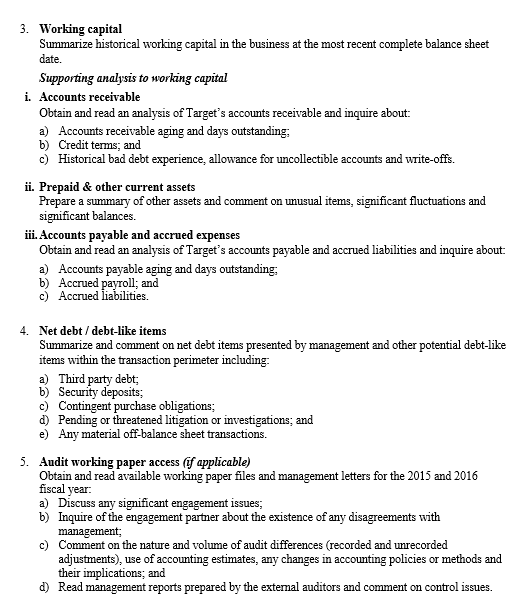 3. Working capital
Summarize historical working capital in the business at the most recent complete balance sheet
date.
Supporting analysis to working capital
i. Accounts receivable
Obtain and read an analysis of Target's accounts receivable and inquire about:
a) Accounts receivable aging and days outstanding;
b) Credit terms; and
c) Historical bad debt experience, allowance for uncollectible accounts and write-offs.
ii. Prepaid & other current assets
Prepare a summary of other assets and comment on unusual items, significant fluctuations and
significant balances.
iii. Accounts payable and accrued expenses
Obtain and read an analysis of Target's accounts payable and accrued liabilities and inquire about:
a) Accounts payable aging and days outstanding;
b) Accrued payroll; and
c) Accrued liabilities.
4. Net debt / debt-like items
Summarize and comment on net debt items presented by management and other potential debt-like
items within the transaction perimeter including:
a) Third party debt;
b) Security deposits;
c) Contingent purchase obligations;
d) Pending or threatened litigation or investigations; and
e) Any material off-balance sheet transactions.
5. Audit working paper access (if applicable)
Obtain and read available working paper files and management letters for the 2015 and 2016
fiscal year:
a) Discuss any significant engagement issues;
b) Inquire of the engagement partner about the existence of any disagreements with
management;
c) Comment on the nature and volume of audit differences (recorded and unrecorded
adjustments), use of accounting estimates, any changes in accounting policies or methods and
their implications; and
d) Read management reports prepared by the external auditors and comment on control issues.